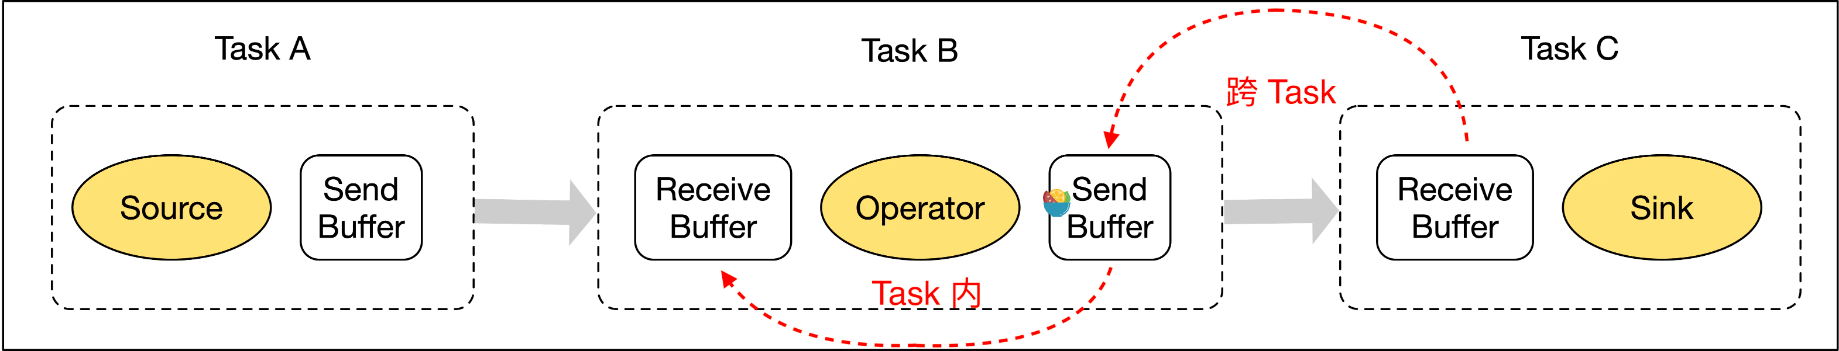 Task A
Task B
Task C
跨 Task
Source
Send
Buffer
Receive
Buffer
Operator
Send
Buffer
Receive
Buffer
Sink
Task 内